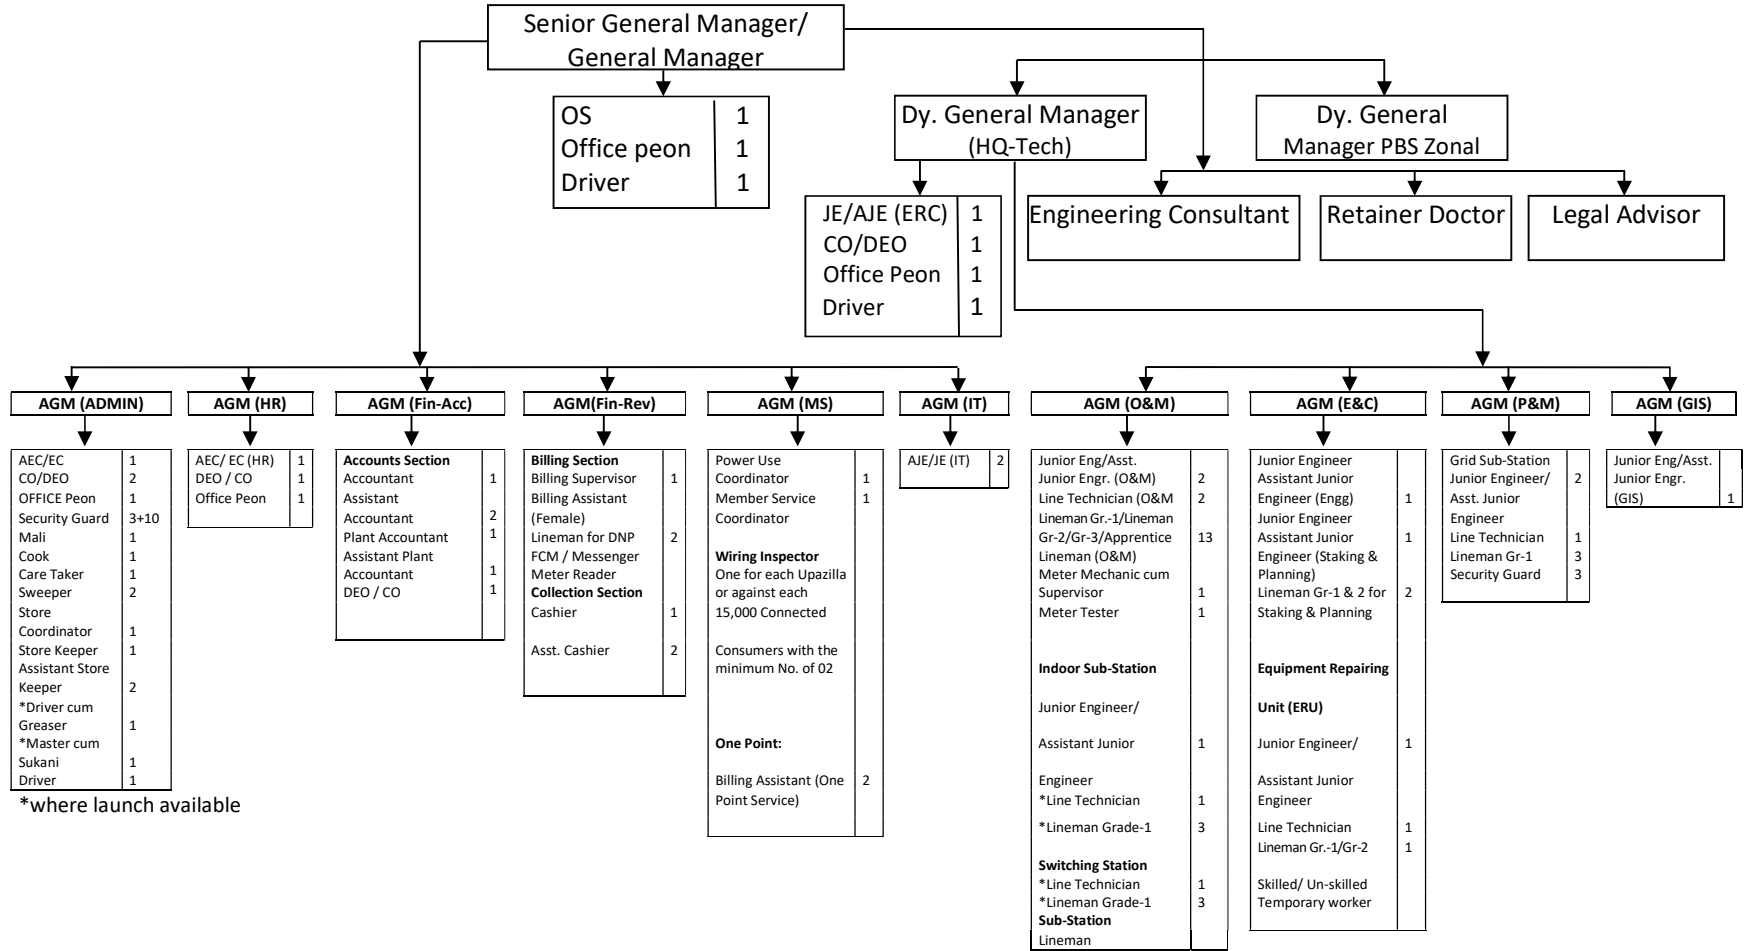 Senior General Manager/
General Manager
OS 1
Office peon 1
Driver 1
Dy. General Manager
(HQ-Tech)
Dy. General
Manager PBS Zonal
JE/AJE (ERC) 1
CO/DEO 1
Office Peon 1
Driver 1
Engineering Consultant
Retainer Doctor
Legal Advisor
AGM (ADMIN)
AEC/EC 1
CO/DEO 2
OFFICE Peon 1
Security Guard 3+10
Mali 1
Cook 1
Care Taker 1
Sweeper 2
Store
Coordinator 1
Store Keeper 1
Assistant Store
Keeper 2
*Driver cum
Greaser 1
*Master cum
Sukani 1
Driver 1
*where launch available
AGM (HR)
AEC/ EC (HR) 1
DEO / CO 1
Office Peon 1
AGM (Fin-Acc)
Accounts Section
Accountant 1
Assistant
Accountant 2
Plant Accountant 1
Assistant Plant
Accountant 1
DEO / CO 1
AGM(Fin-Rev)
Billing Section
Billing Supervisor 1
Billing Assistant
(Female)
Lineman for DNP 2
FCM / Messenger
Meter Reader
Collection Section
Cashier 1
Asst. Cashier 2
AGM (MS)
Power Use
Coordinator 1
Member Service 1
Coordinator
Wiring Inspector
One for each Upazilla
or against each
15,000 Connected
Consumers with the
minimum No. of 02
One Point:
Billing Assistant (One 2
Point Service)
AGM (IT)
AJE/JE (IT) 2
AGM (O&M)
Junior Eng/Asst.
Junior Engr. (O&M) 2
Line Technician (O&M 2
Lineman Gr.-1/Lineman
Gr-2/Gr-3/Apprentice 13
Lineman (O&M)
Meter Mechanic cum
Supervisor 1
Meter Tester 1
Indoor Sub-Station
Junior Engineer/
Assistant Junior 1
Engineer
*Line Technician 1
*Lineman Grade-1 3
Switching Station
*Line Technician 1
*Lineman Grade-1 3
Sub-Station
Lineman
AGM (E&C)
Junior Engineer
Assistant Junior
Engineer (Engg) 1
Junior Engineer
Assistant Junior 1
Engineer (Staking &
Planning)
Lineman Gr-1 & 2 for 2
Staking & Planning
Equipment Repairing
Unit (ERU)
Junior Engineer/ 1
Assistant Junior
Engineer
Line Technician 1
Lineman Gr.-1/Gr-2 1
Skilled/ Un-skilled
Temporary worker
AGM (P&M)
Grid Sub-Station
Junior Engineer/ 2
Asst. Junior
Engineer
Line Technician 1
Lineman Gr-1 3
Security Guard 3
AGM (GIS)
Junior Eng/Asst.
Junior Engr.
(GIS) 1